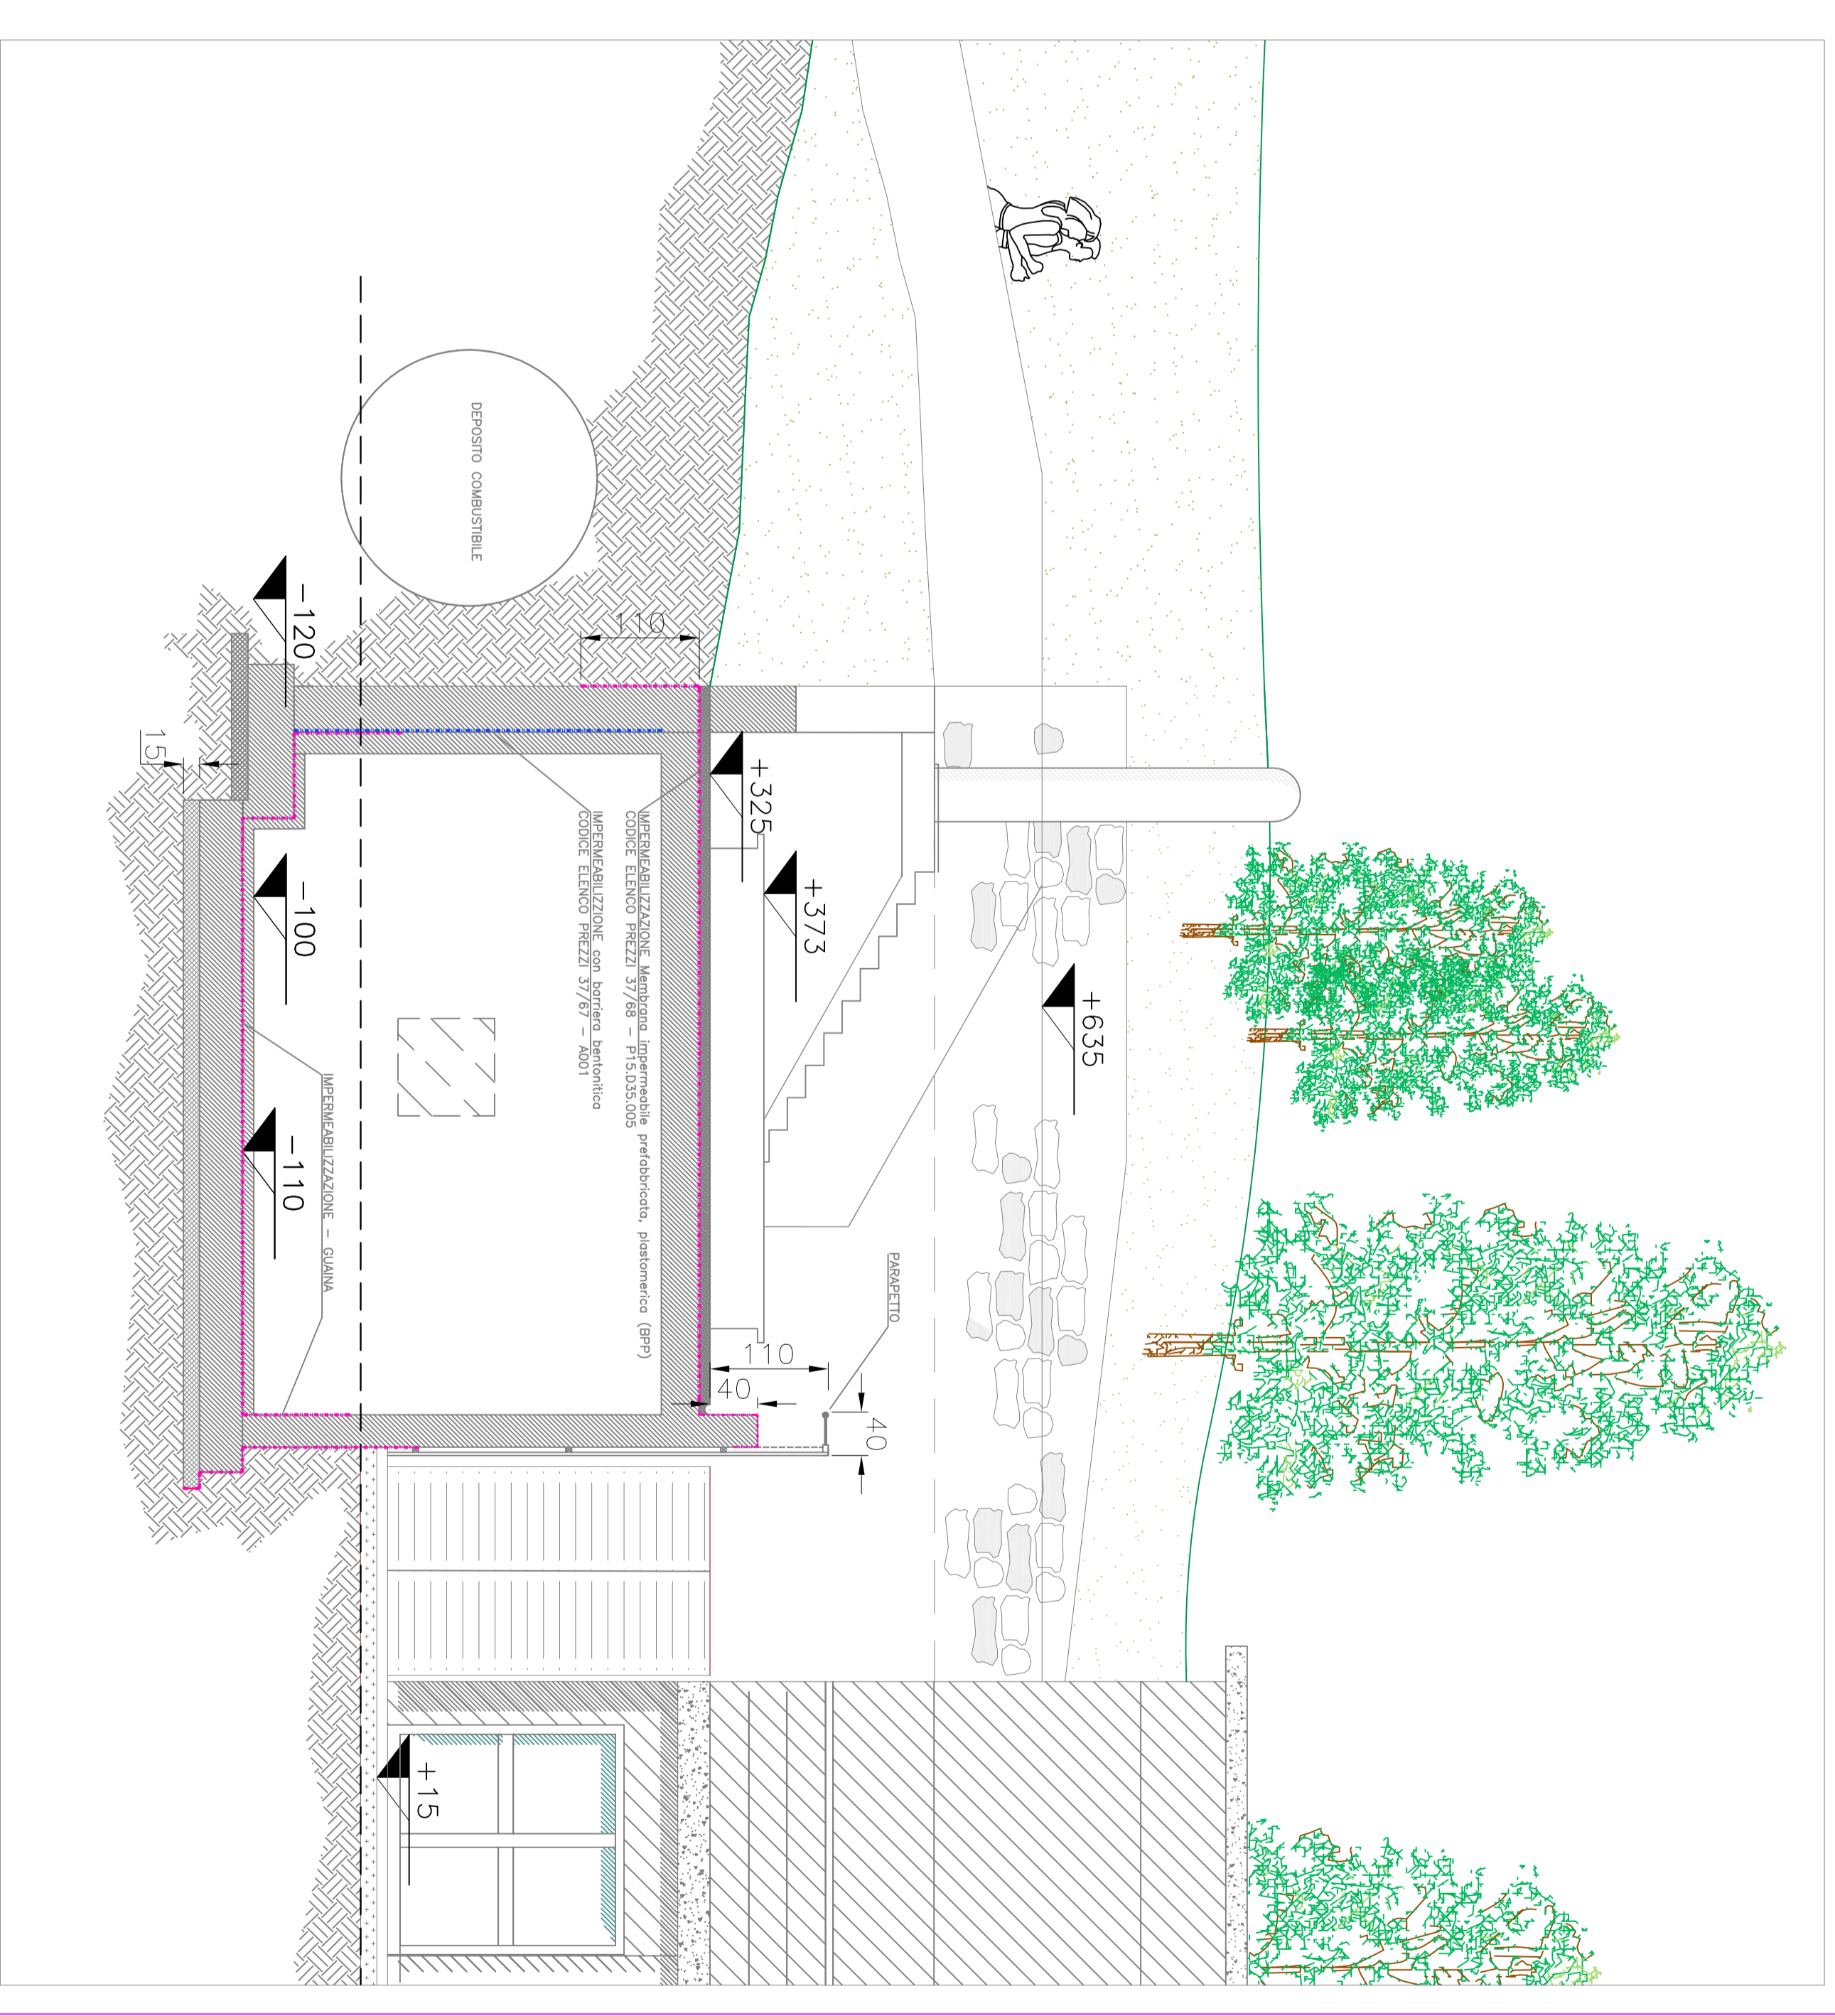 +635
PARAPETTO
40
110
40
+373
+325
110
IMPERMEABILIZZAZIONE Membrana impermeabile prefabbricata, plastomerica (BPP)
CODICE ELENCO PREZZI 37/68 - P15.D35.005
IMPERMEABILIZZIONE con barriera bentonitica
CODICE ELENCO PREZZI 37/67 - A001
DEPOSITO COMBUSTIBILE
+15
IMPERMEABILIZZAZIONE - GUAINA
-120
-100
-110
15